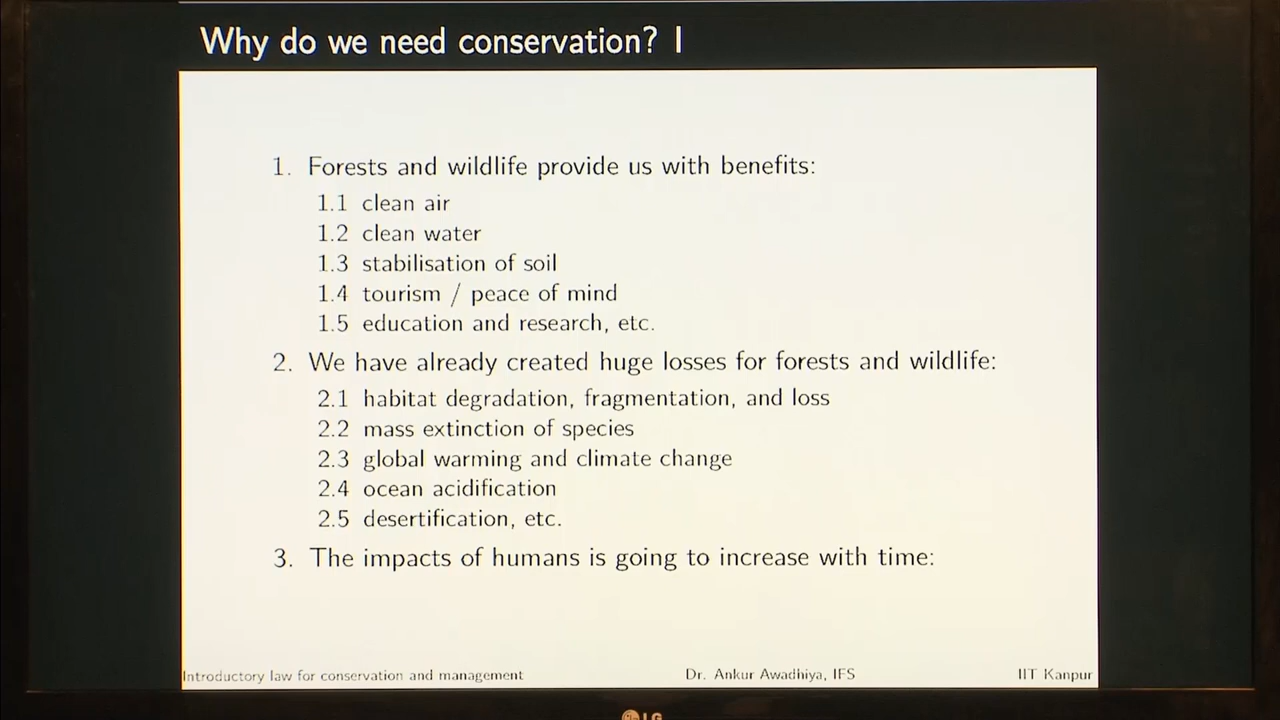 Why do we need conservation? I
1. Forests and wildlife provide us with benefits:
1.1 clean air
1.2 clean water
1.3 stabilisation of soil
1.4 tourism / peace of mind
1.5 education and research, etc.
2. We have already created huge losses for forests and wildlife:
2.1 habitat degradation, fragmentation, and loss
2.2 mass extinction of species
2.3 global warming and climate change
2.4 ocean acidification
2.5 desertification, etc.
3. The impacts of humans is going to increase with time:
Introductory law for conservation and management Dr. Ankur Awadhiya, IFS IIT Kanpur
LG